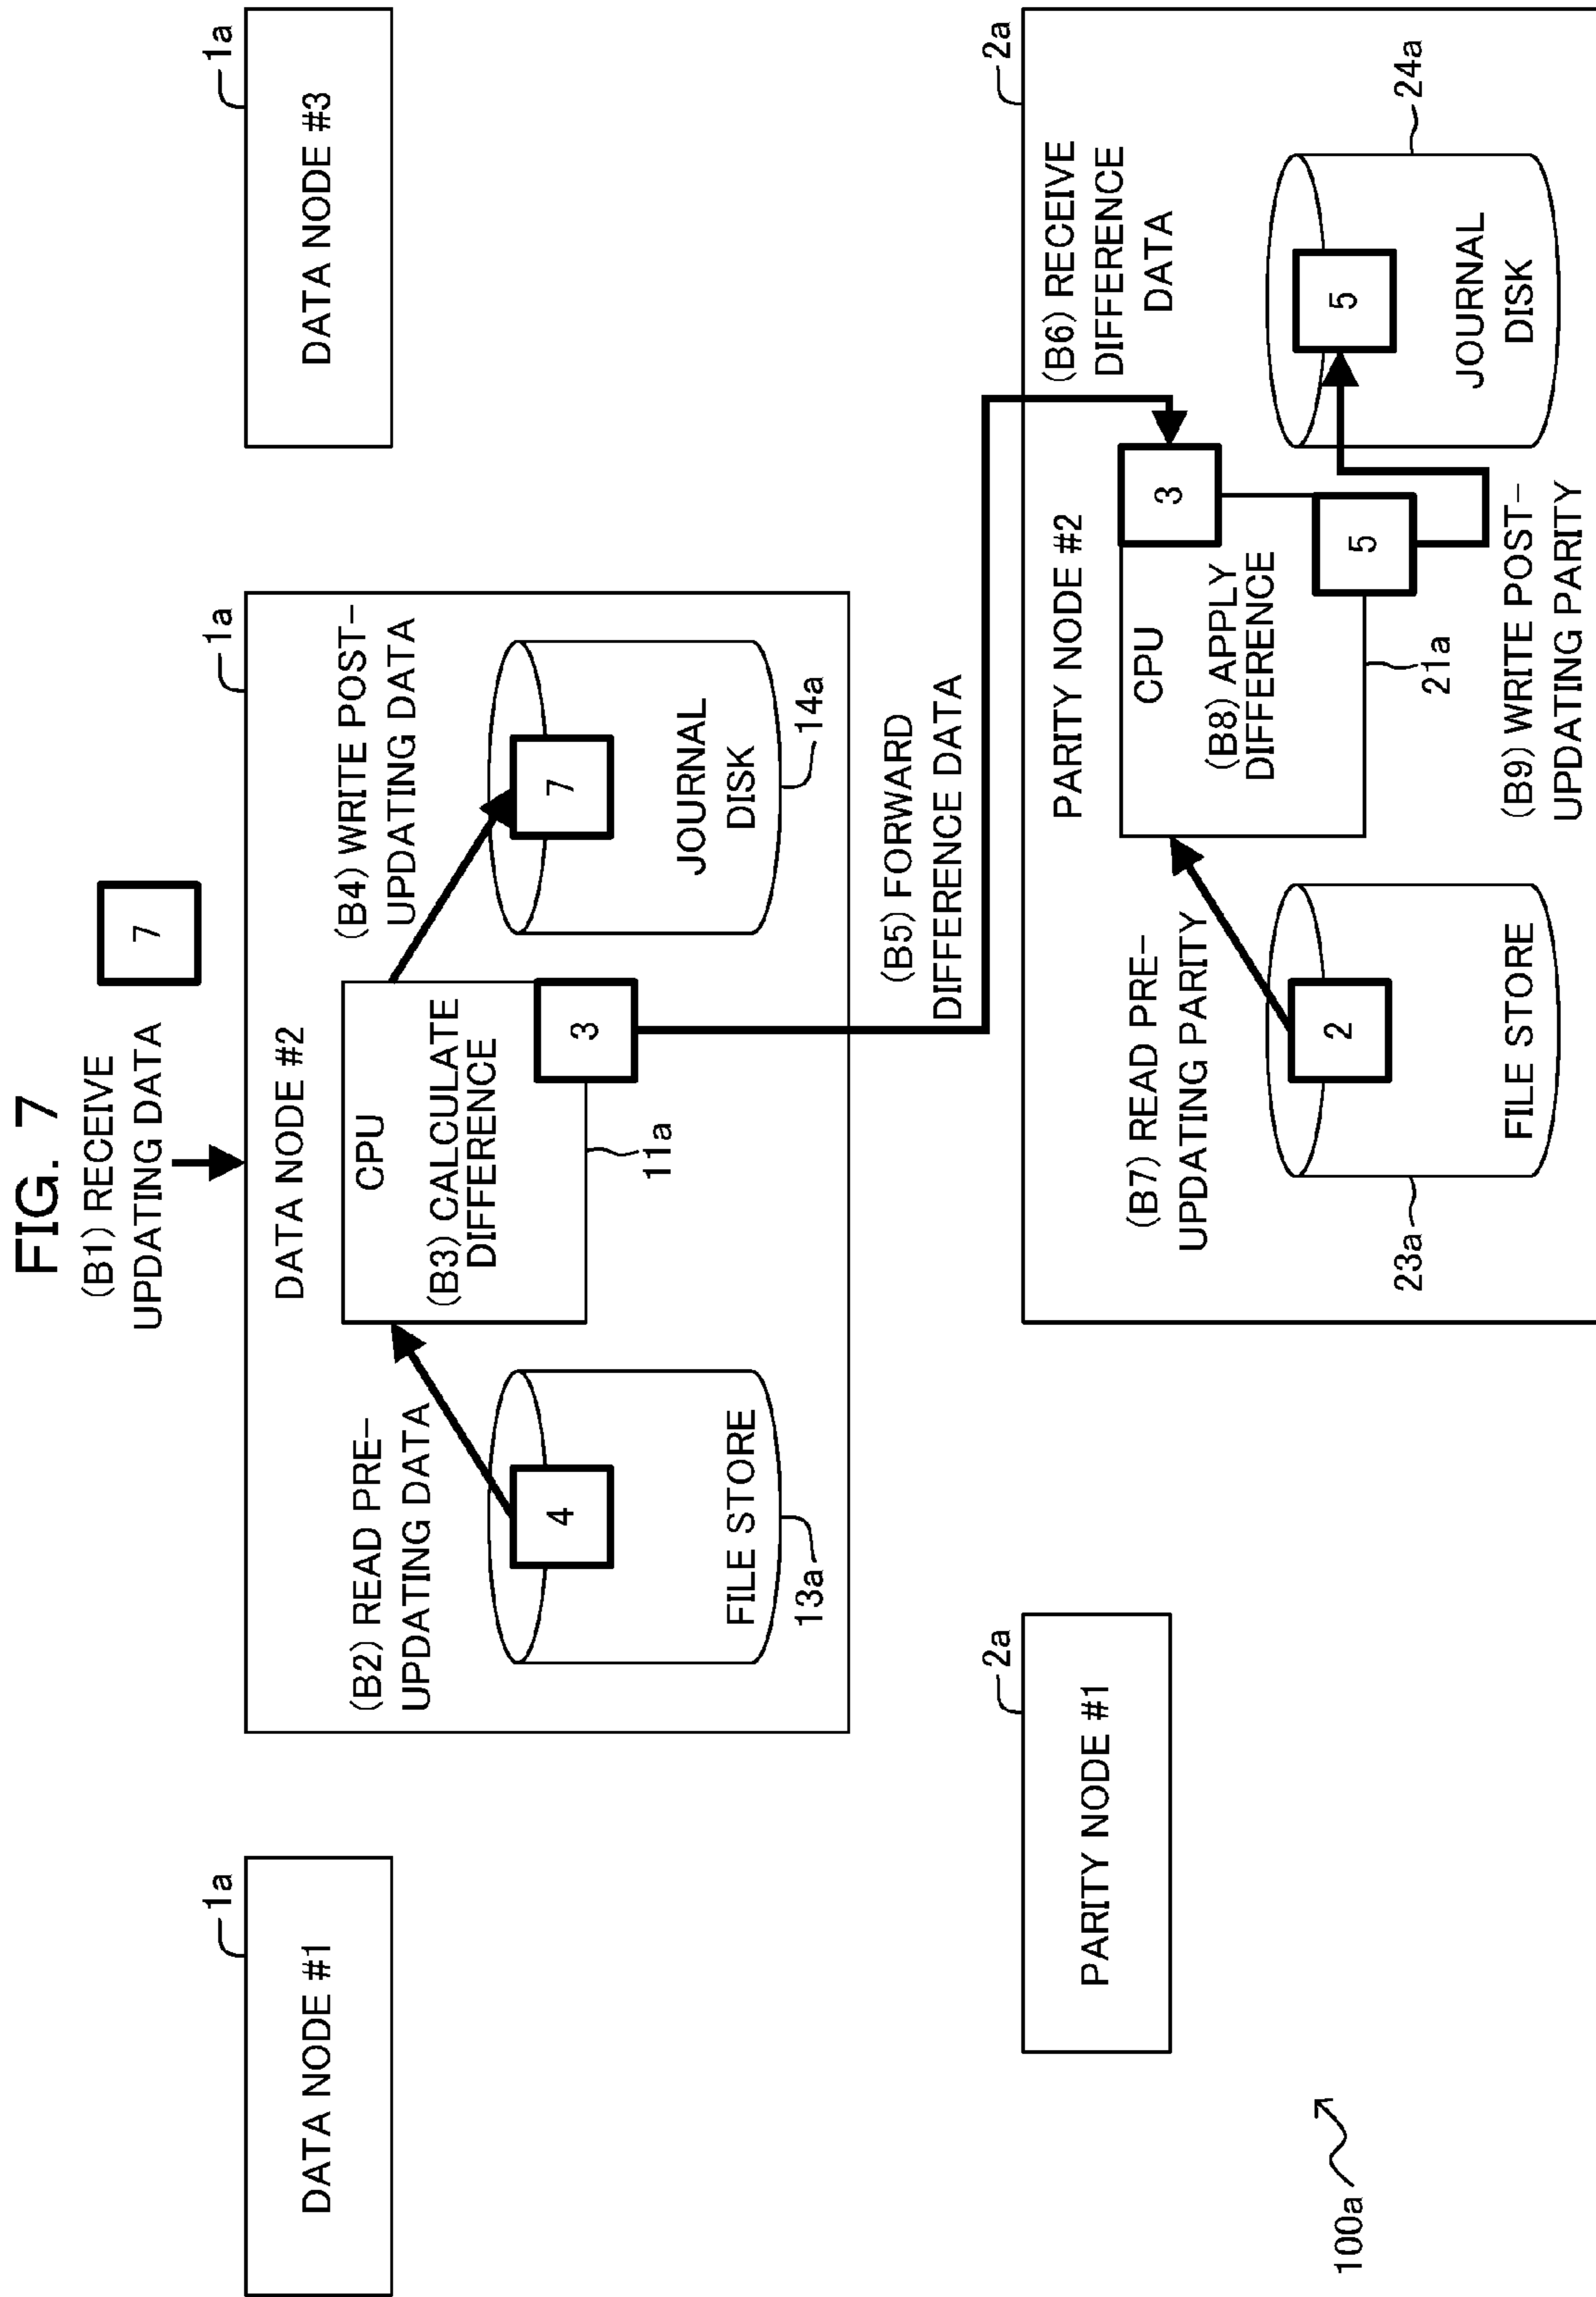 FIG. 7
(B1) RECEIVE
UPDATING DATA
7
1a
DATA NODE #1
1a
DATA NODE #2
CPU
(B3) CALCULATE
DIFFERENCE
3
11a
(B2) READ PRE-
UPDATING DATA
4
FILE STORE
13a
(B4) WRITE POST-
UPDATING DATA
7
JOURNAL
DISK
14a
1a
DATA NODE #3
(B5) FORWARD
DIFFERENCE DATA
2a
PARITY NODE #1
2a
PARITY NODE #2
(B6) RECEIVE
DIFFERENCE
DATA
3
CPU
(B8) APPLY
DIFFERENCE
5
21a
(B7) READ PRE-
UPDATING PARITY
2
FILE STORE
23a
5
JOURNAL
DISK
24a
(B9) WRITE POST-
UPDATING PARITY
100a